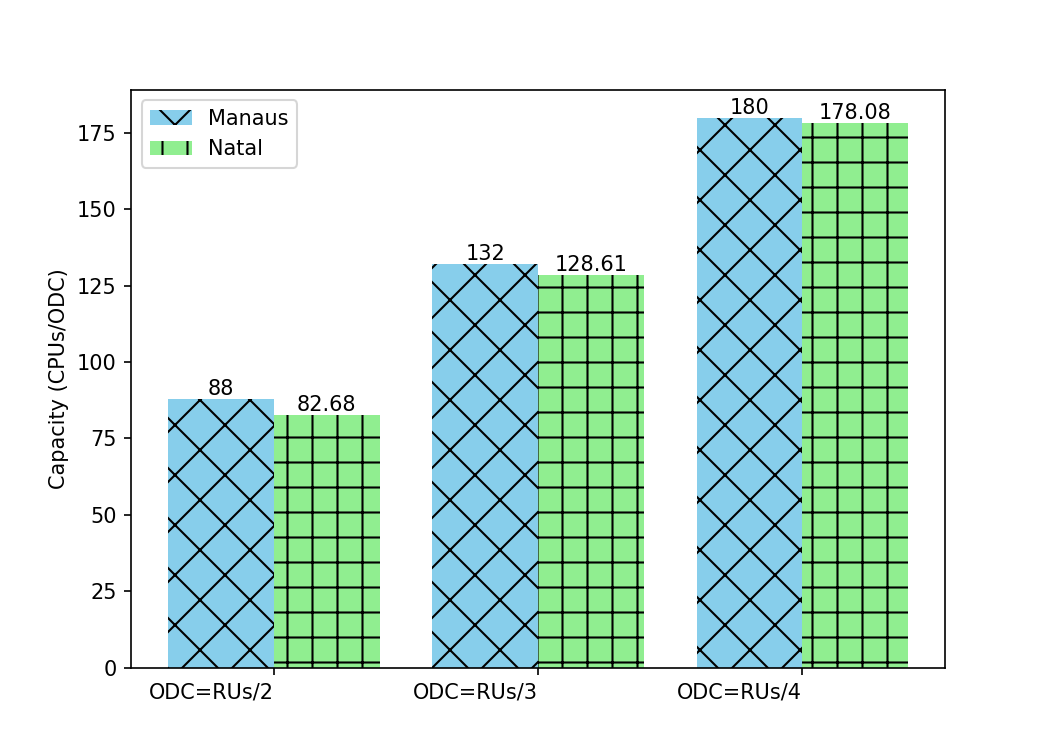 Manaus
Natal
180
178.08
132
128.61
88
82.68
175
150
125
100
75
50
25
0
Capacity (CPUs/ODC)
ODC=RUs/2
ODC=RUs/3
ODC=RUs/4